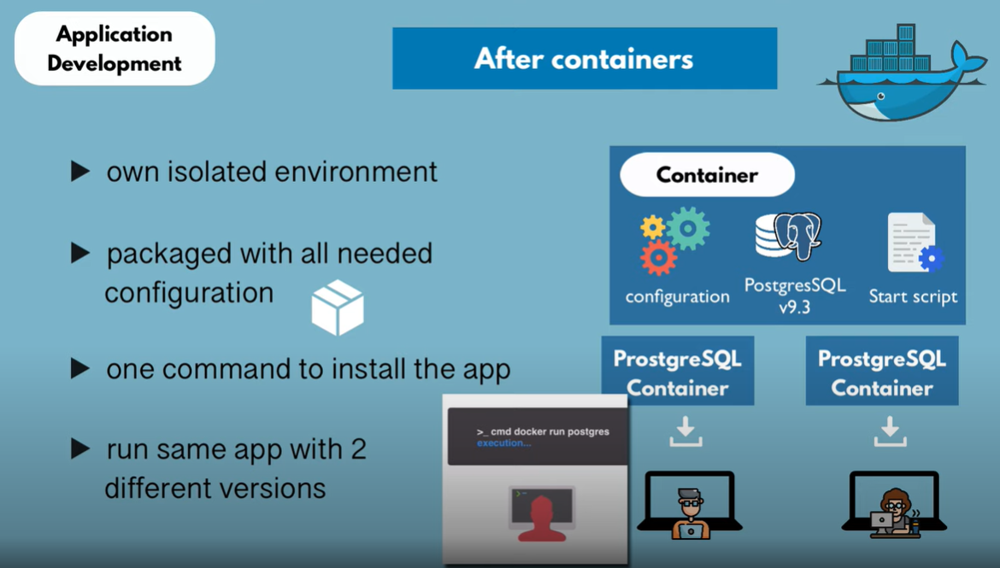 Application
Development
After containers
own isolated environment
packaged with all needed
configuration
one command to install the app
run same app with 2
different versions
Container
configuration
PostgresSQL
v9.3
Start script
ProstgreSQL
Container
ProstgreSQL
Container
>_ cmd docker run postgres
execution...